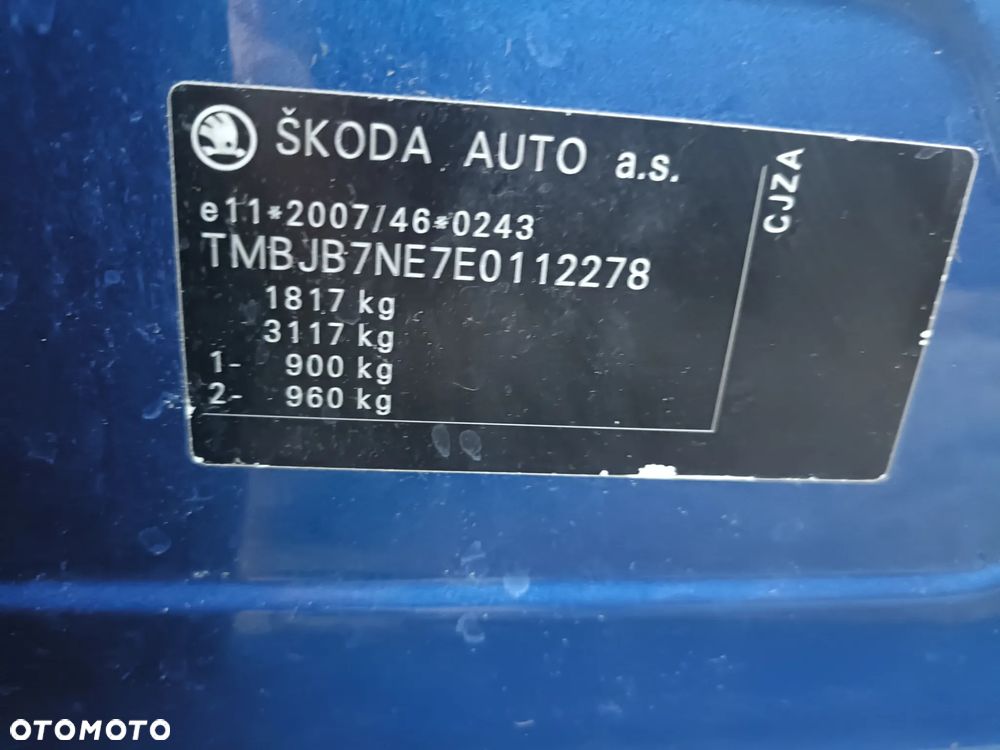 ŠKODA AUTO a.s.
e11*2007/46*0243
TMBJB7NE7E0112278
1817 kg
3117 kg
1- 900 kg
2- 960 kg
CJZA
OTOMOTO